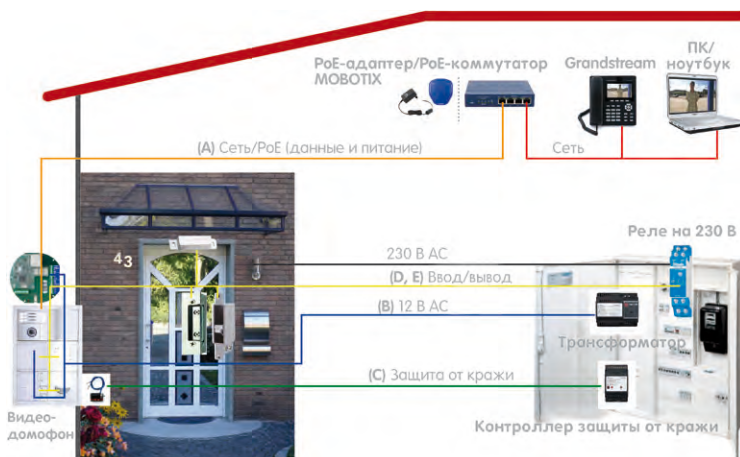 PoE-адаптер/PoE-коммутатор
MOBOTIX
Grandstream
ПК/
ноутбук
(A) Сеть/PoE (данные и питание)
Сеть
43
230 В AC
Реле на 230 В
(D, E) Ввод/вывод
(B) 12 В AC
Трансформатор
(C) Защита от кражи
Видео-
домофон
Контроллер защиты от кражи